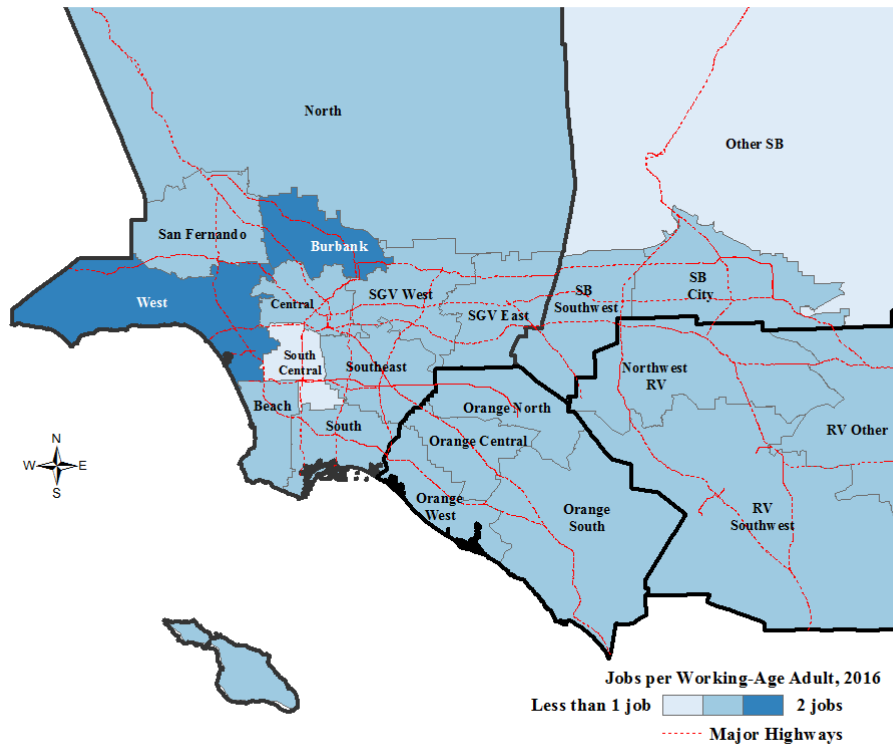 North
Other SB
San Fernando
Burbank
West
Central
SGV West
SGV East
SB
Southwest
SB
City
South
Central
Southeast
Northwest
RV
Beach
South
Orange North
Orange Central
RV Other
Orange
West
Orange
South
RV
Southwest
N
W E
S
Jobs per Working-Age Adult, 2016
Less than 1 job 2 jobs
Major Highways